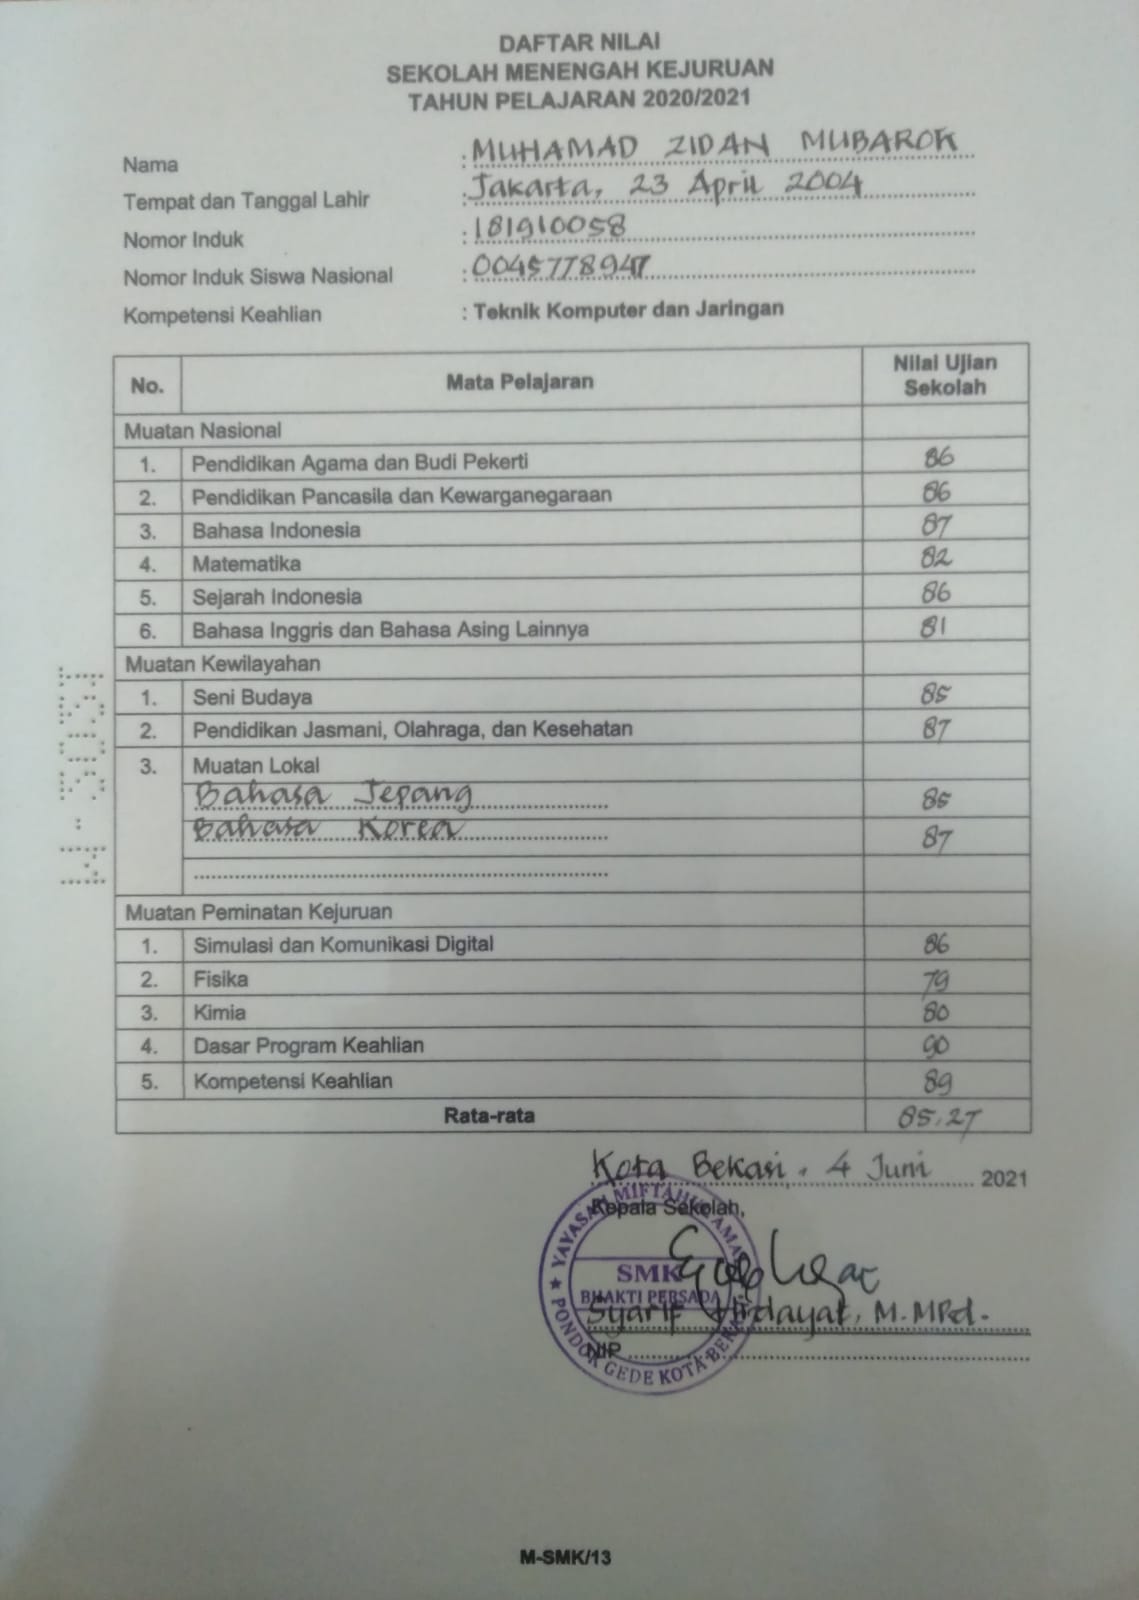 DAFTAR NILAI
SEKOLAH MENENGAH KEJURUAN
TAHUN PELAJARAN 2020/2021
Nama : MUHAMAD ZIDAN MUBAROK
Tempat dan Tanggal Lahir : Jakarta, 23 April 2004
Nomor Induk : 181910058
Nomor Induk Siswa Nasional : 0045778947
Kompetensi Keahlian : Teknik Komputer dan Jaringan
No. Mata Pelajaran Nilai Ujian Sekolah
Muatan Nasional
1. Pendidikan Agama dan Budi Pekerti 86
2. Pendidikan Pancasila dan Kewarganegaraan 86
3. Bahasa Indonesia 87
4. Matematika 82
5. Sejarah Indonesia 86
6. Bahasa Inggris dan Bahasa Asing Lainnya 81
Muatan Kewilayahan
1. Seni Budaya 85
2. Pendidikan Jasmani, Olahraga, dan Kesehatan 87
3. Muatan Lokal
Bahasa Jepang 85
Bahasa Korea 87
Muatan Peminatan Kejuruan
1. Simulasi dan Komunikasi Digital 86
2. Fisika 79
3. Kimia 80
4. Dasar Program Keahlian 90
5. Kompetensi Keahlian 89
Rata-rata 85,27
Kota Bekasi, 4 Juni 2021
Kepala Sekolah,
YAYASAN MIFTAHUL
SMK
BHAKTI PERSADA
PONDOK GEDE KOTA
Syarif Hidayat, M.MPd.
NIP
M-SMK/13